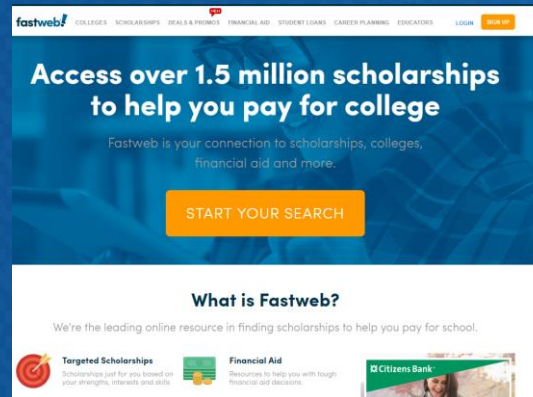 fastweb!
COLLEGES SCHOLARSHIPS DEALS & PROMOS FINANCIAL AID STUDENT LOANS CAREER PLANNING EDUCATORS LOGIN SIGN UP
NEW
Access over 1.5 million scholarships
to help you pay for college
Fastweb is your connection to scholarships, colleges,
financial aid and more.
START YOUR SEARCH
What is Fastweb?
We're the leading online resource in finding scholarships to help you pay for school.
Targeted Scholarships
Scholarships just for you based on
your strengths, interests and skills.
Financial Aid
Resources to help you with tough
financial aid decisions.
Citizens Bank